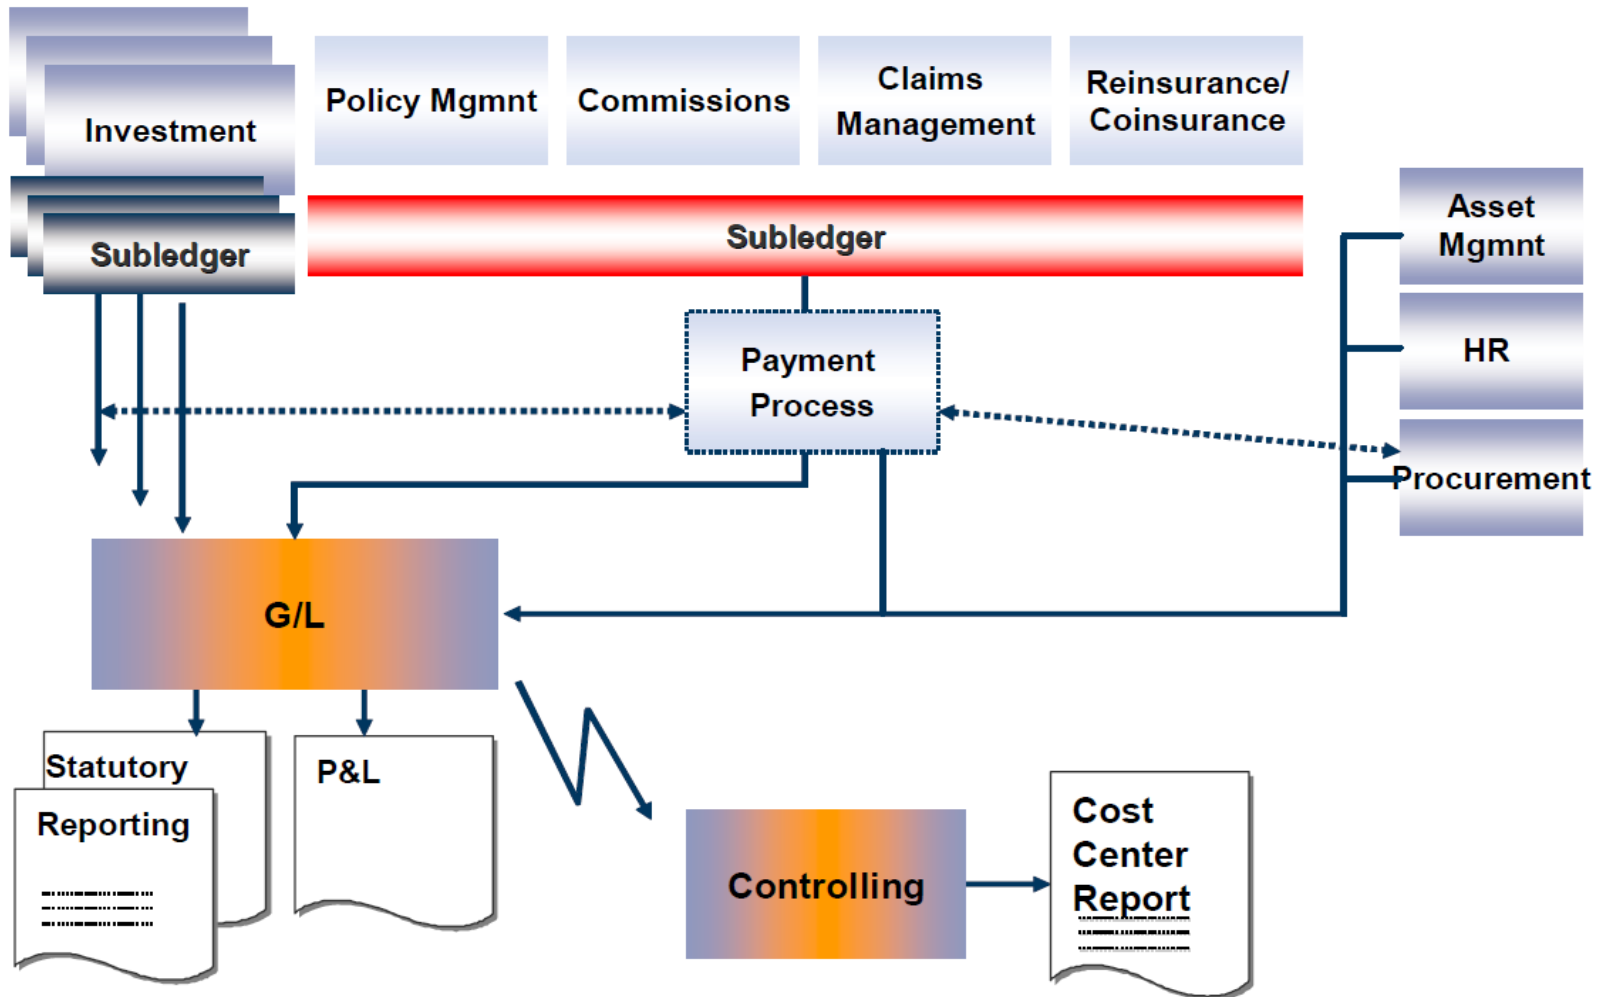 Investment
Policy Mgmnt
Commissions
Claims
Management
Reinsurance/
Coinsurance
Subledger
Subledger
Asset
Mgmnt
HR
Procurement
Payment
Process
G/L
Statutory
Reporting
P&L
Controlling
Cost
Center
Report